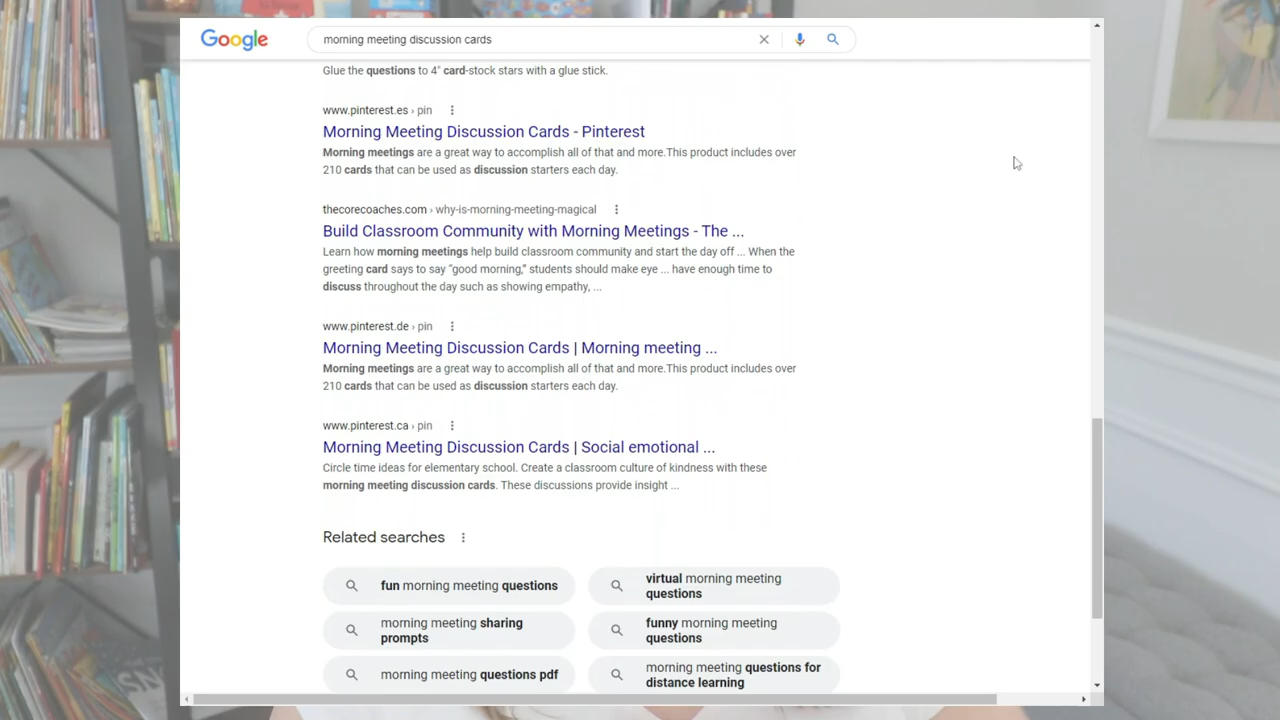 Google
morning meeting discussion cards
Glue the questions to 4" card-stock stars with a glue stick.
www.pinterest.es › pin
Morning Meeting Discussion Cards - Pinterest
Morning meetings are a great way to accomplish all of that and more.This product includes over
210 cards that can be used as discussion starters each day.
thecorecoaches.com › why-is-morning-meeting-magical
Build Classroom Community with Morning Meetings - The ...
Learn how morning meetings help build classroom community and start the day off ... When the
greeting card says to say “good morning,” students should make eye ... have enough time to
discuss throughout the day such as showing empathy, ...
www.pinterest.de › pin
Morning Meeting Discussion Cards | Morning meeting ...
Morning meetings are a great way to accomplish all of that and more.This product includes over
210 cards that can be used as discussion starters each day.
www.pinterest.ca › pin
Morning Meeting Discussion Cards | Social emotional ...
Circle time ideas for elementary school. Create a classroom culture of kindness with these
morning meeting discussion cards. These discussions provide insight ...
Related searches
fun morning meeting questions
virtual morning meeting
questions
morning meeting sharing
prompts
funny morning meeting
questions
morning meeting questions pdf
morning meeting questions for
distance learning